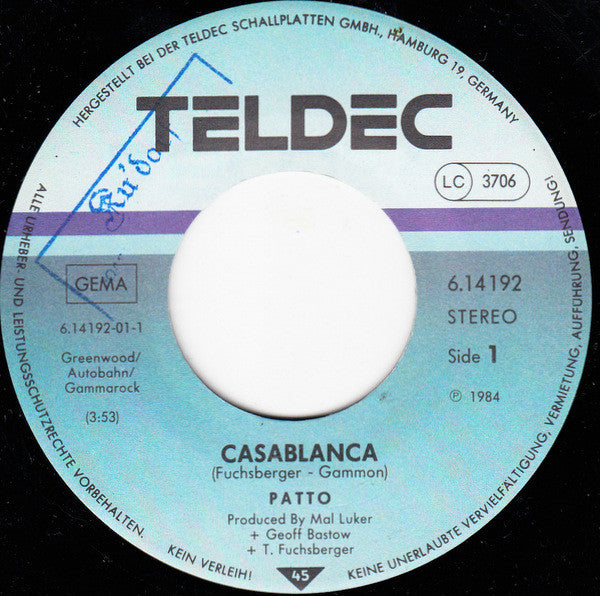 HERGESTELLT BEI DER TELDEC SCHALLPLATTEN GMBH., HAMBURG 19, GERMANY
TELDEC
LC 3706
GEMA
6.14192-01-1
Greenwood/
Autobahn/
Gammarock
(3:53)
6.14192
STEREO
Side 1
℗ 1984
CASABLANCA
(Fuchsberger - Gammon)
PATTO
Produced By Mal Luker
+ Geoff Bastow
+ T. Fuchsberger
45
ALLE URHEBER- UND LEISTUNGSSCHUTZRECHTE VORBEHALTEN.
KEIN VERLEIH!
KEINE UNERLAUBTE VERVIELFÄLTIGUNG, VERMIETUNG, AUFFÜHRUNG, SENDUNG!